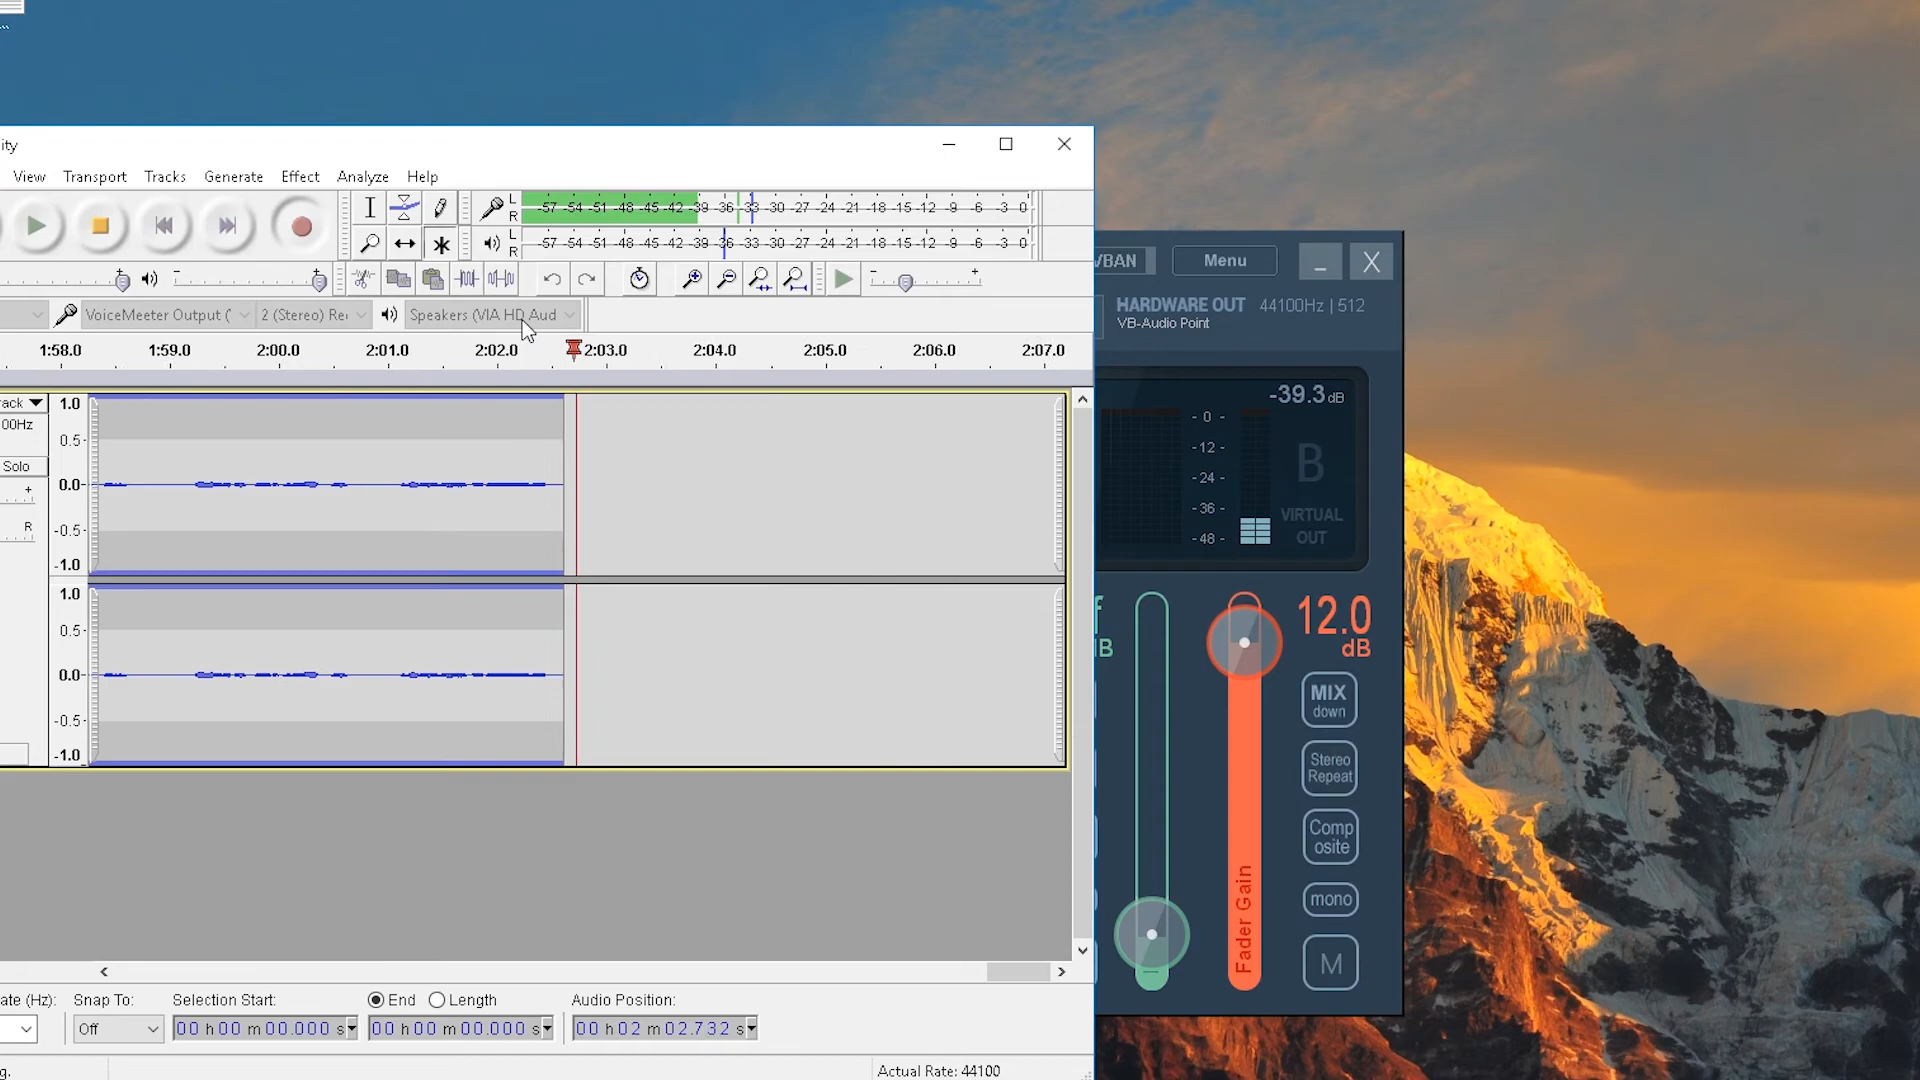 ity
View Transport Tracks Generate Effect Analyze Help
L
R
-57 -54 -51 -48 -45 -42 -39 -36 -33 -30 -27 -24 -21 -18 -15 -12 -9 -6 -3 0
L
R
-57 -54 -51 -48 -45 -42 -39 -36 -33 -30 -27 -24 -21 -18 -15 -12 -9 -6 -3 0
VoiceMeeter Output (' 2 (Stereo) Re Speakers (VIA HD Aud
1:58.0 1:59.0 2:00.0 2:01.0 2:02.0 2:03.0 2:04.0 2:05.0 2:06.0 2:07.0
rack
00Hz
Solo
R
1.0
0.5
0.0
-0.5
-1.0
1.0
0.5
0.0
-0.5
-1.0
ate (Hz): Snap To: Selection Start: End Length Audio Position:
Off 00 h 00 m 00.000 s 00 h 00 m 00.000 s 00 h 02 m 02.732 s
g.
Actual Rate: 44100
VBAN Menu _ X
HARDWARE OUT 44100Hz | 512
VB-Audio Point
-39.3 dB
- 0 -
-12 -
-24 -
-36 -
-48 -
B
VIRTUAL
OUT
f
dB
12.0
dB
Fader Gain
MIX
down
Stereo
Repeat
Comp
osite
mono
M